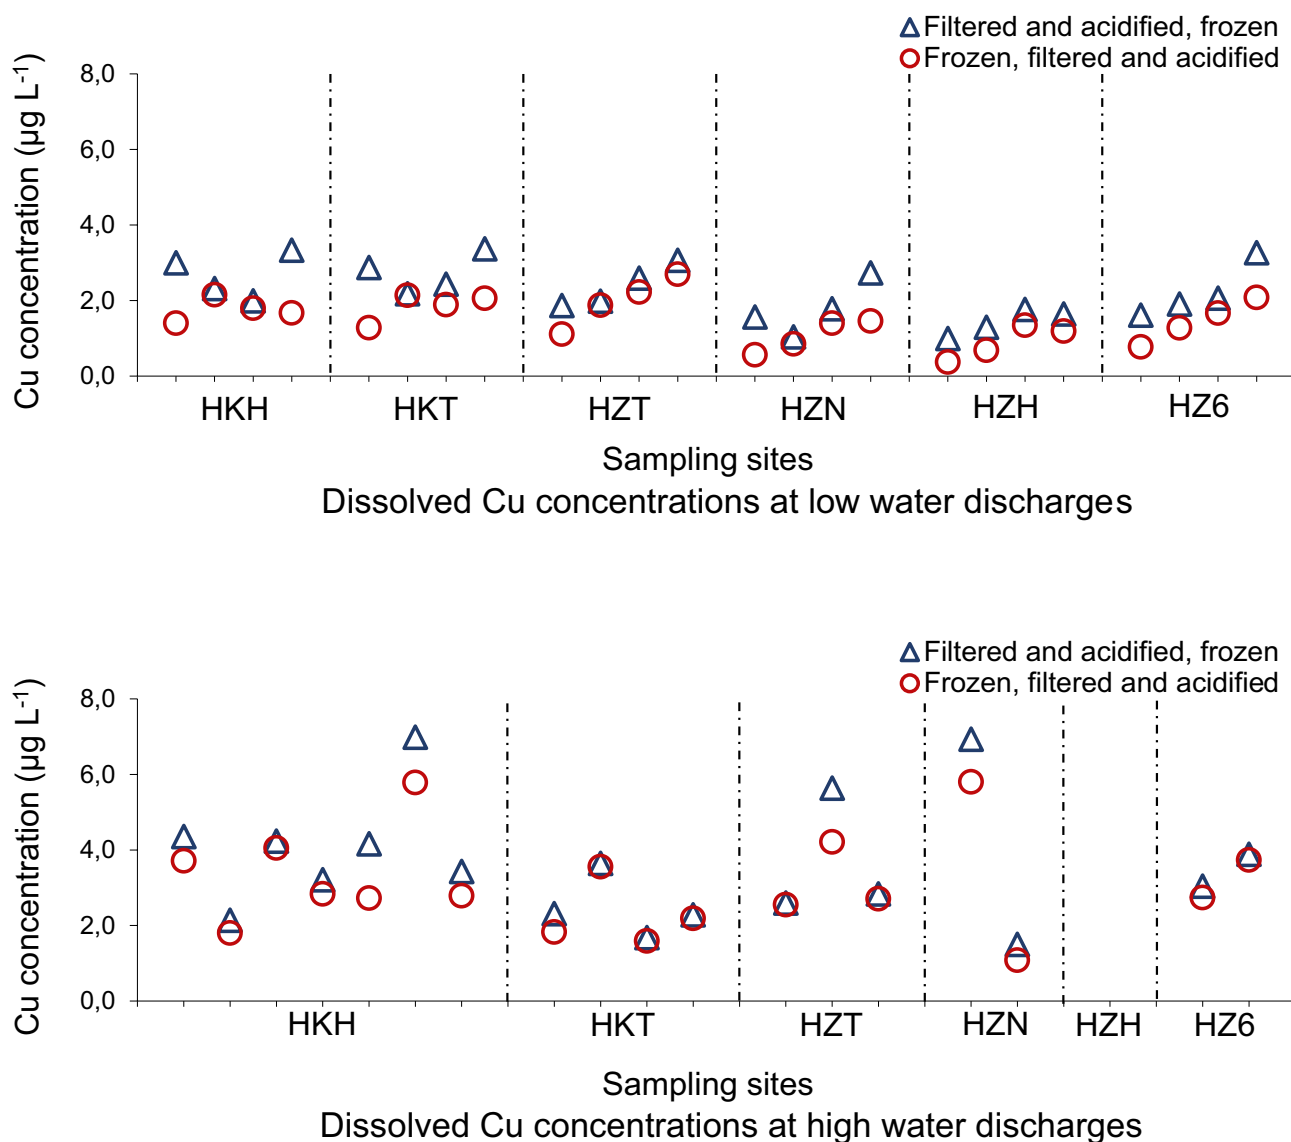 Filtered and acidified, frozen
Frozen, filtered and acidified
Cu concentration (µg L-1)
8,0
6,0
4,0
2,0
0,0
HKH HKT HZT HZN HZH HZ6
Sampling sites
Dissolved Cu concentrations at low water discharges
Filtered and acidified, frozen
Frozen, filtered and acidified
Cu concentration (µg L-1)
8,0
6,0
4,0
2,0
0,0
HKH HKT HZT HZN HZH HZ6
Sampling sites
Dissolved Cu concentrations at high water discharges